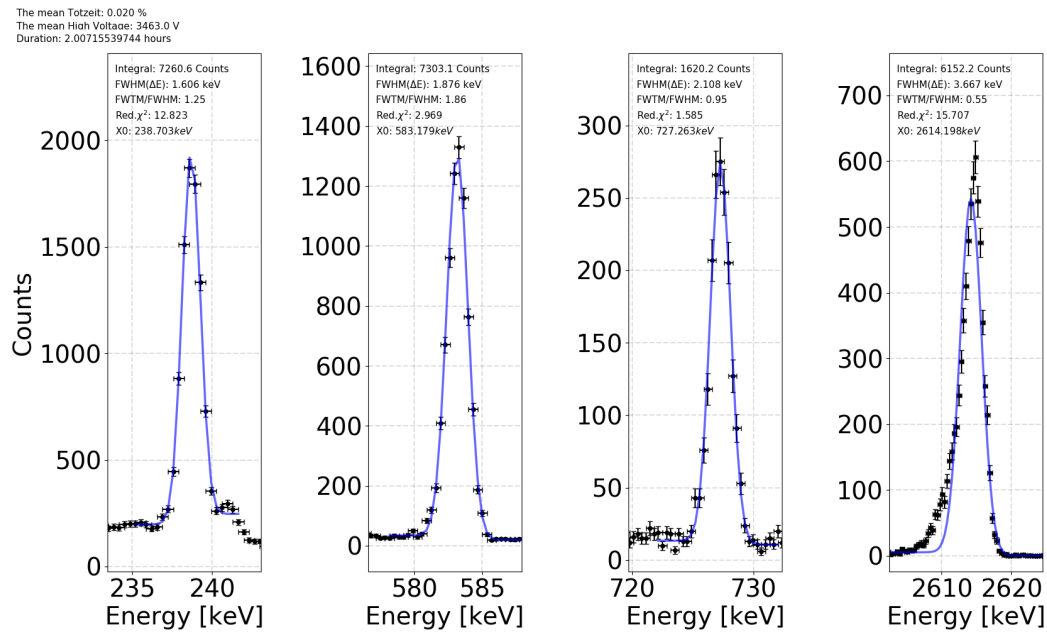 The mean Totzeit: 0.020 %
The mean High Voltage: 3463.0 V
Duration: 2.00715539744 hours
Integral: 7260.6 Counts
FWHM(ΔE): 1.606 keV
FWTM/FWHM: 1.25
Red.χ²: 12.823
X0: 238.703keV
Counts
2000
1500
1000
500
0
235 240
Energy [keV]
Integral: 7303.1 Counts
FWHM(ΔE): 1.876 keV
FWTM/FWHM: 1.86
Red.χ²: 2.969
X0: 583.179keV
1600
1400
1200
1000
800
600
400
200
0
580 585
Energy [keV]
Integral: 1620.2 Counts
FWHM(ΔE): 2.108 keV
FWTM/FWHM: 0.95
Red.χ²: 1.585
X0: 727.263keV
300
250
200
150
100
50
0
720 730
Energy [keV]
Integral: 6152.2 Counts
FWHM(ΔE): 3.667 keV
FWTM/FWHM: 0.55
Red.χ²: 15.707
X0: 2614.198keV
700
600
500
400
300
200
100
0
2610 2620
Energy [keV]